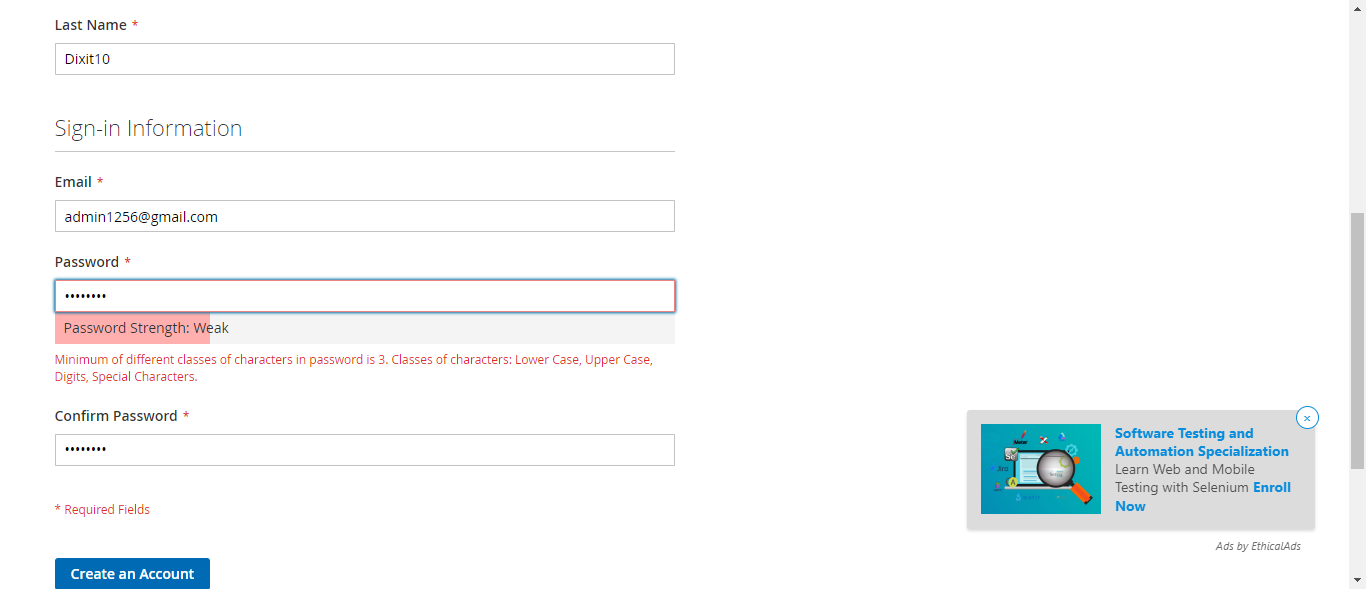 Last Name *
Dixit10
Sign-in Information
Email *
admin1256@gmail.com
Password *
••••••••
Password Strength: Weak
Minimum of different classes of characters in password is 3. Classes of characters: Lower Case, Upper Case,
Digits, Special Characters.
Confirm Password *
••••••••
* Required Fields
Create an Account
Software Testing and
Automation Specialization
Learn Web and Mobile
Testing with Selenium Enroll
Now
Ads by EthicalAds